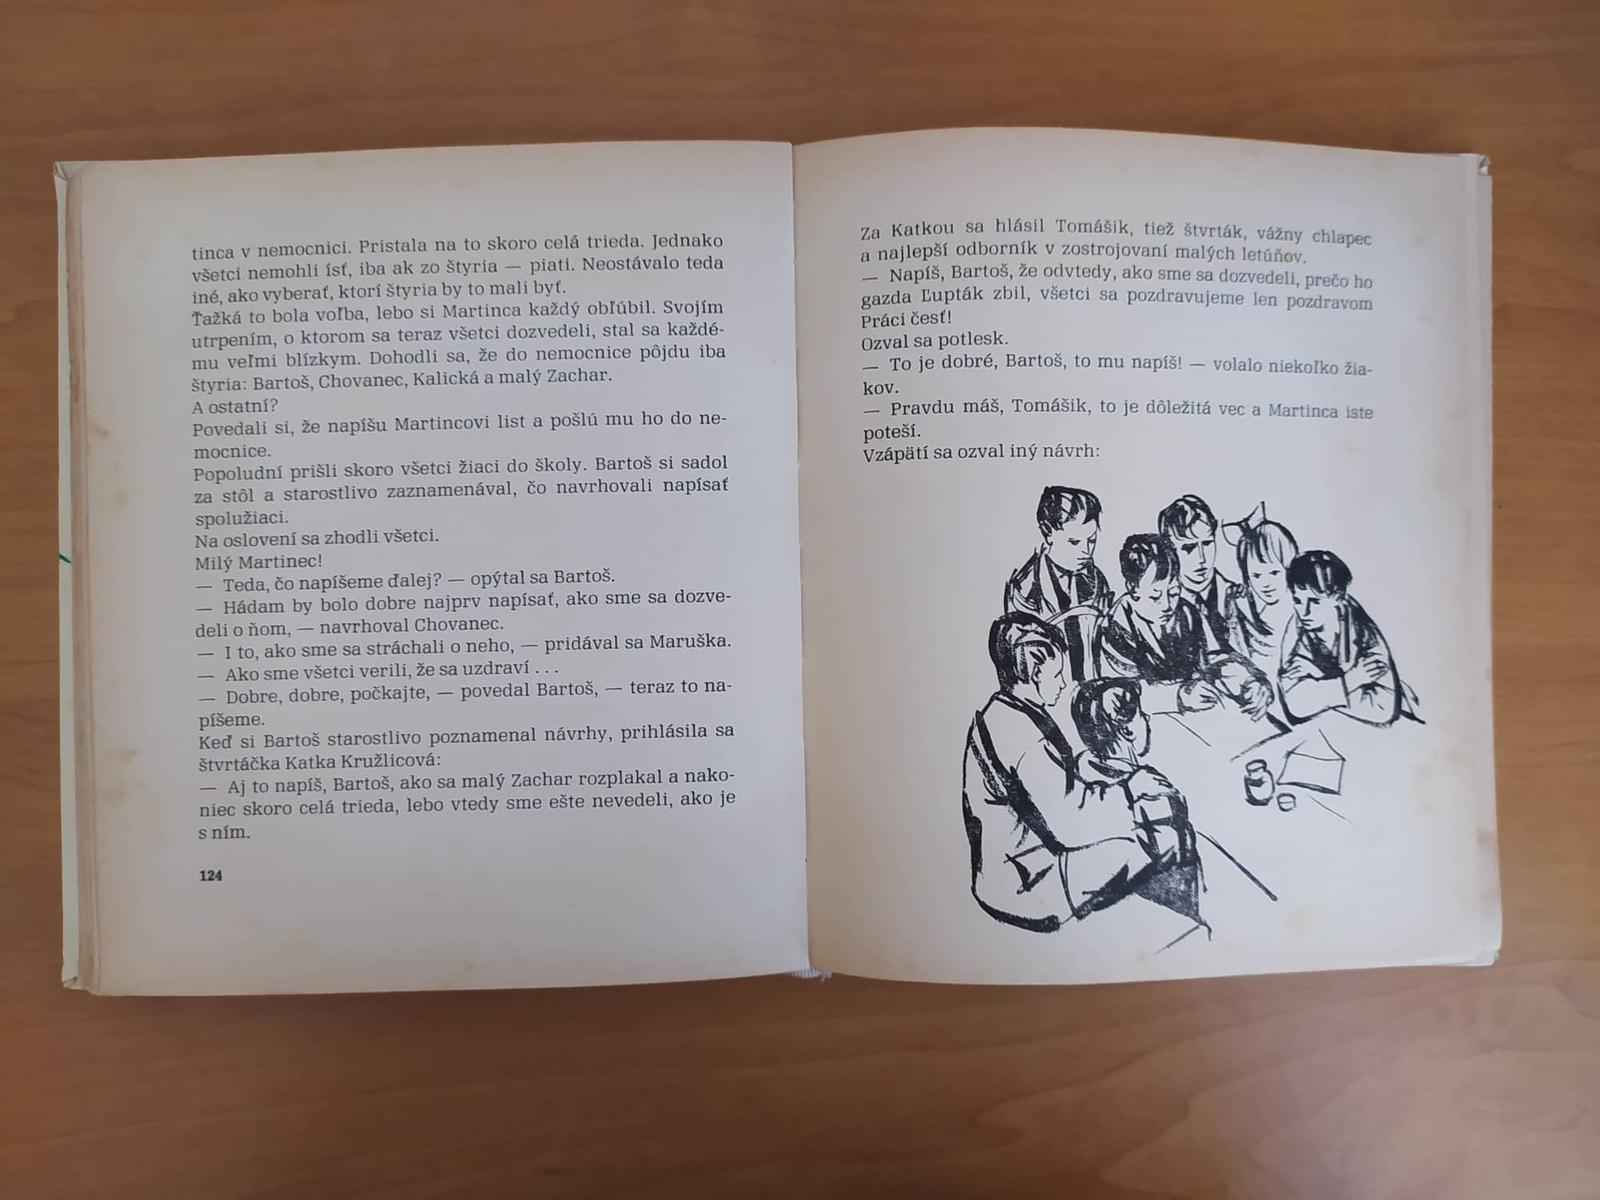 tinca v nemocnici. Pristala na to skoro celá trieda. Jednako
všetci nemohli ísť, iba ak zo štyria — piati. Neostávalo teda
iné, ako vyberať, ktorí štyria by to mali byť.
Ťažká to bola voľba, lebo si Martinca každý obľúbil. Svojím
utrpením, o ktorom sa teraz všetci dozvedeli, stal sa každé-
mu veľmi blízkym. Dohodli sa, že do nemocnice pôjdu iba
štyria: Bartoš, Chovanec, Kalická a malý Zachar.
A ostatní?
Povedali si, že napíšu Martincovi list a pošlú mu ho do ne-
mocnice.
Popoludní prišli skoro všetci žiaci do školy. Bartoš si sadol
za stôl a starostlivo zaznamenával, čo navrhovali napísať
spolužiaci.
Na oslovení sa zhodli všetci.
Milý Martinec!
— Teda, čo napíšeme ďalej? — opýtal sa Bartoš.
— Hádam by bolo dobre najprv napísať, ako sme sa dozve-
deli o ňom, — navrhoval Chovanec.
— I to, ako sme sa stráchali o neho, — pridával sa Maruška.
— Ako sme všetci verili, že sa uzdraví . . .
— Dobre, dobre, počkajte, — povedal Bartoš, — teraz to na-
píšeme.
Keď si Bartoš starostlivo poznamenal návrhy, prihlásila sa
štvrtáčka Katka Kružlicová:
— Aj to napíš, Bartoš, ako sa malý Zachar rozplakal a nako-
niec skoro celá trieda, lebo vtedy sme ešte nevedeli, ako je
s ním.
124
Za Katkou sa hlásil Tomášik, tiež štvrták, vážny chlapec
a najlepší odborník v zostrojovaní malých letúňov.
— Napíš, Bartoš, že odvtedy, ako sme sa dozvedeli, prečo ho
gazda Ľupták zbil, všetci sa pozdravujeme len pozdravom
Práci česť!
Ozval sa potlesk.
— To je dobré, Bartoš, to mu napíš! — volalo niekoľko žia-
kov.
— Pravdu máš, Tomášik, to je dôležitá vec a Martinca iste
poteší.
Vzápätí sa ozval iný návrh: